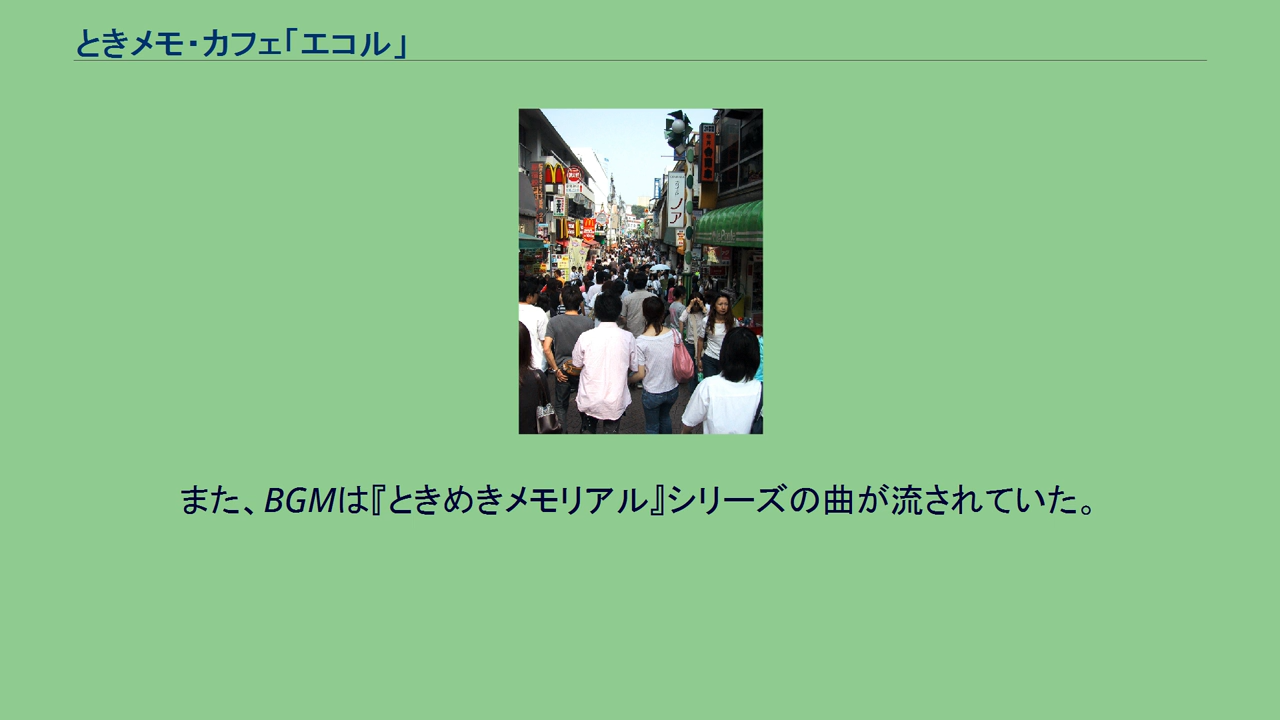 ときメモ・カフェ「エコル」
ノア
また、BGMは『ときめきメモリアル』シリーズの曲が流されていた。